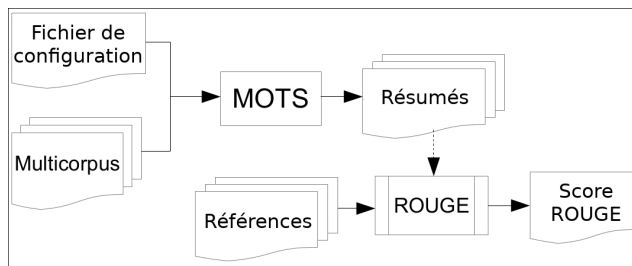 Fichier de
configuration
MOTS
Résumés
Multicorpus
Références
ROUGE
Score
ROUGE